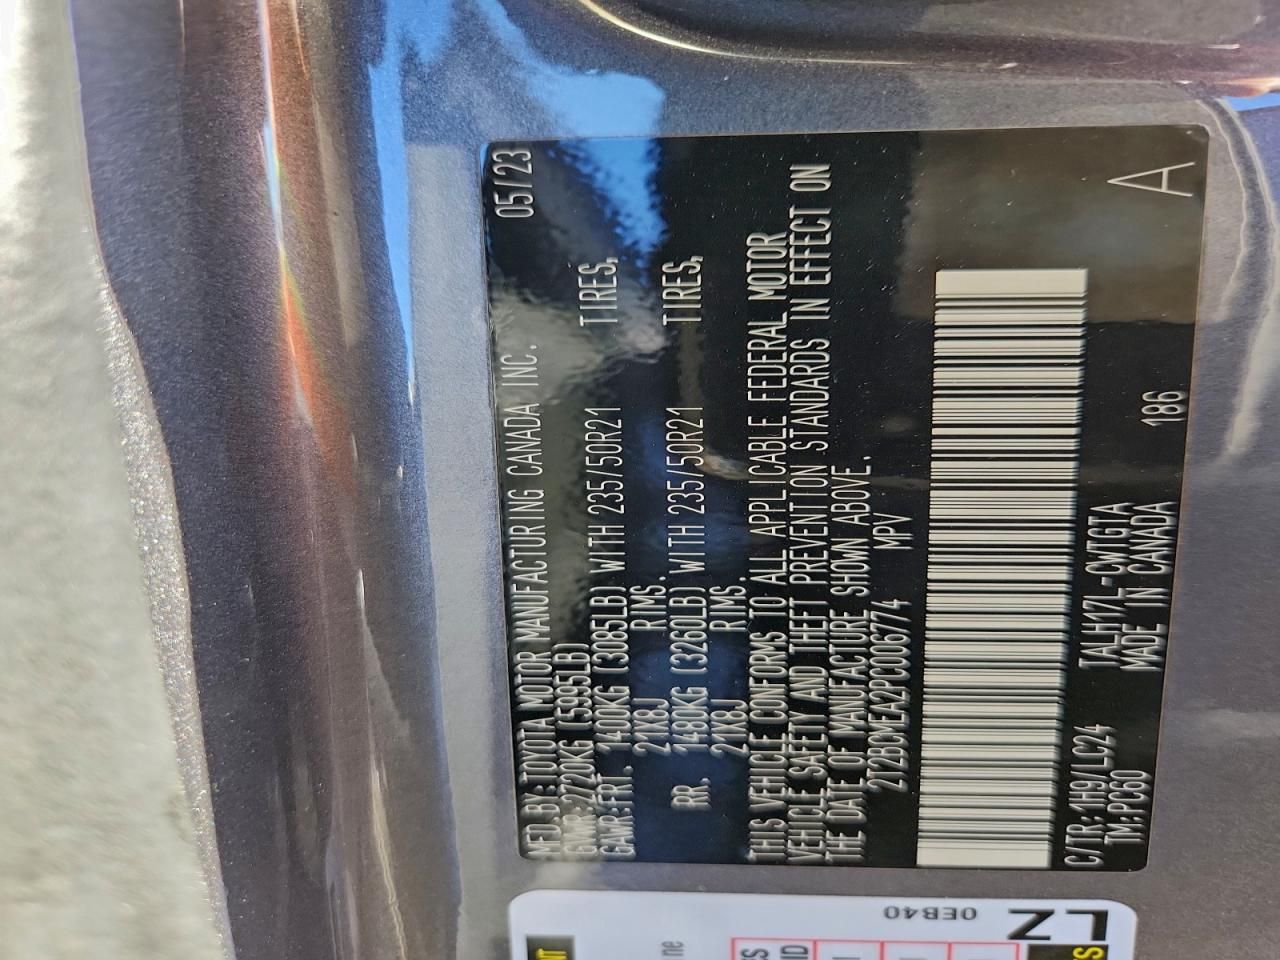 MFD.BY:TOYOTA MOTOR MANUFACTURING CANADA INC. 05/23
GVWR:2720KG(5995LB)
GAWR:FRT. 1400KG(3085LB)WITH 235/50R21 TIRES,
21X8J RIMS.
RR. 1480KG(3260LB)WITH 235/50R21 TIRES,
21X8J RIMS.
THIS VEHICLE CONFORMS TO ALL APPLICABLE FEDERAL MOTOR
VEHICLE SAFETY AND THEFT PREVENTION STANDARDS IN EFFECT ON
THE DATE OF MANUFACTURE SHOWN ABOVE.
2T2BCMEA2PC006774 MPV
C/TR:1H9/LC24 TALH17L-CWTGTA 186 A
TM:PC60 MADE IN CANADA
LZ
0EB40